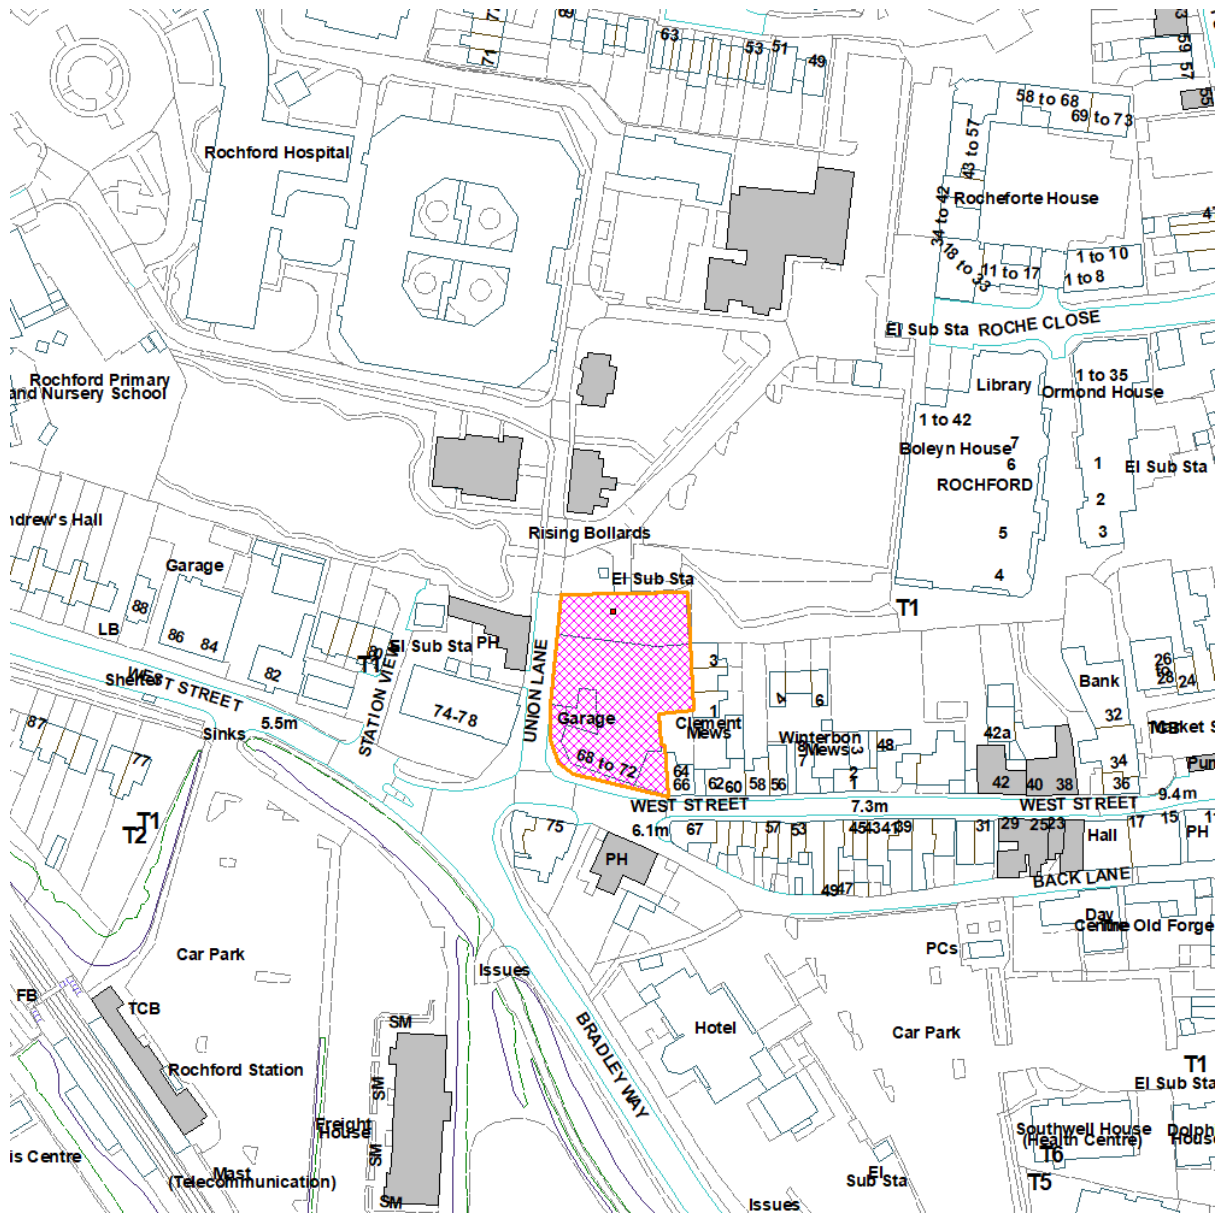 63
53
51
49
71
59
57
55
58 to 68
69 to 73
43 to 57
Rochford Hospital
Rocheforte House
34 to 42
18 to 33
11 to 17
1 to 10
1 to 8
El Sub Sta
ROCHE CLOSE
Library
1 to 35
Ormond House
Rochford Primary
and Nursery School
1 to 42
Boleyn House
7
6
ROCHFORD
1
El Sub Sta
2
5
3
4
Rising Bollards
Garage
El Sub Sta
T1
88
86
84
LB
82
El Sub Sta
PH
T1
WEST STREET
Shelter
STATION VIEW
74-78
UNION LANE
Garage
68 to 72
3
1
Clement
Mews
4
6
Winterbon
Mews
7
3
2
1
48
42a
42
40
38
Bank
32
34
36
26
to
28
24
64
66
62
60
58
56
87
77
Sinks
5.5m
WEST STREET
7.3m
WEST STREET
9.4m
6.1m
75
67
57
53
45
43
41
39
31
29
25
23
Hall
17
15
PH
49
47
BACK LANE
PH
T1
T2
Car Park
Issues
PCs
Day
Centre
The Old Forge
FB
TCB
SM
BRADLEY WAY
Hotel
Car Park
T1
El Sub Sta
Rochford Station
SM
Freight
House
SM
SM
Mast
(Telecommunication)
El
Sub Sta
Issues
Southwell House
(Health Centre)
T6
T5